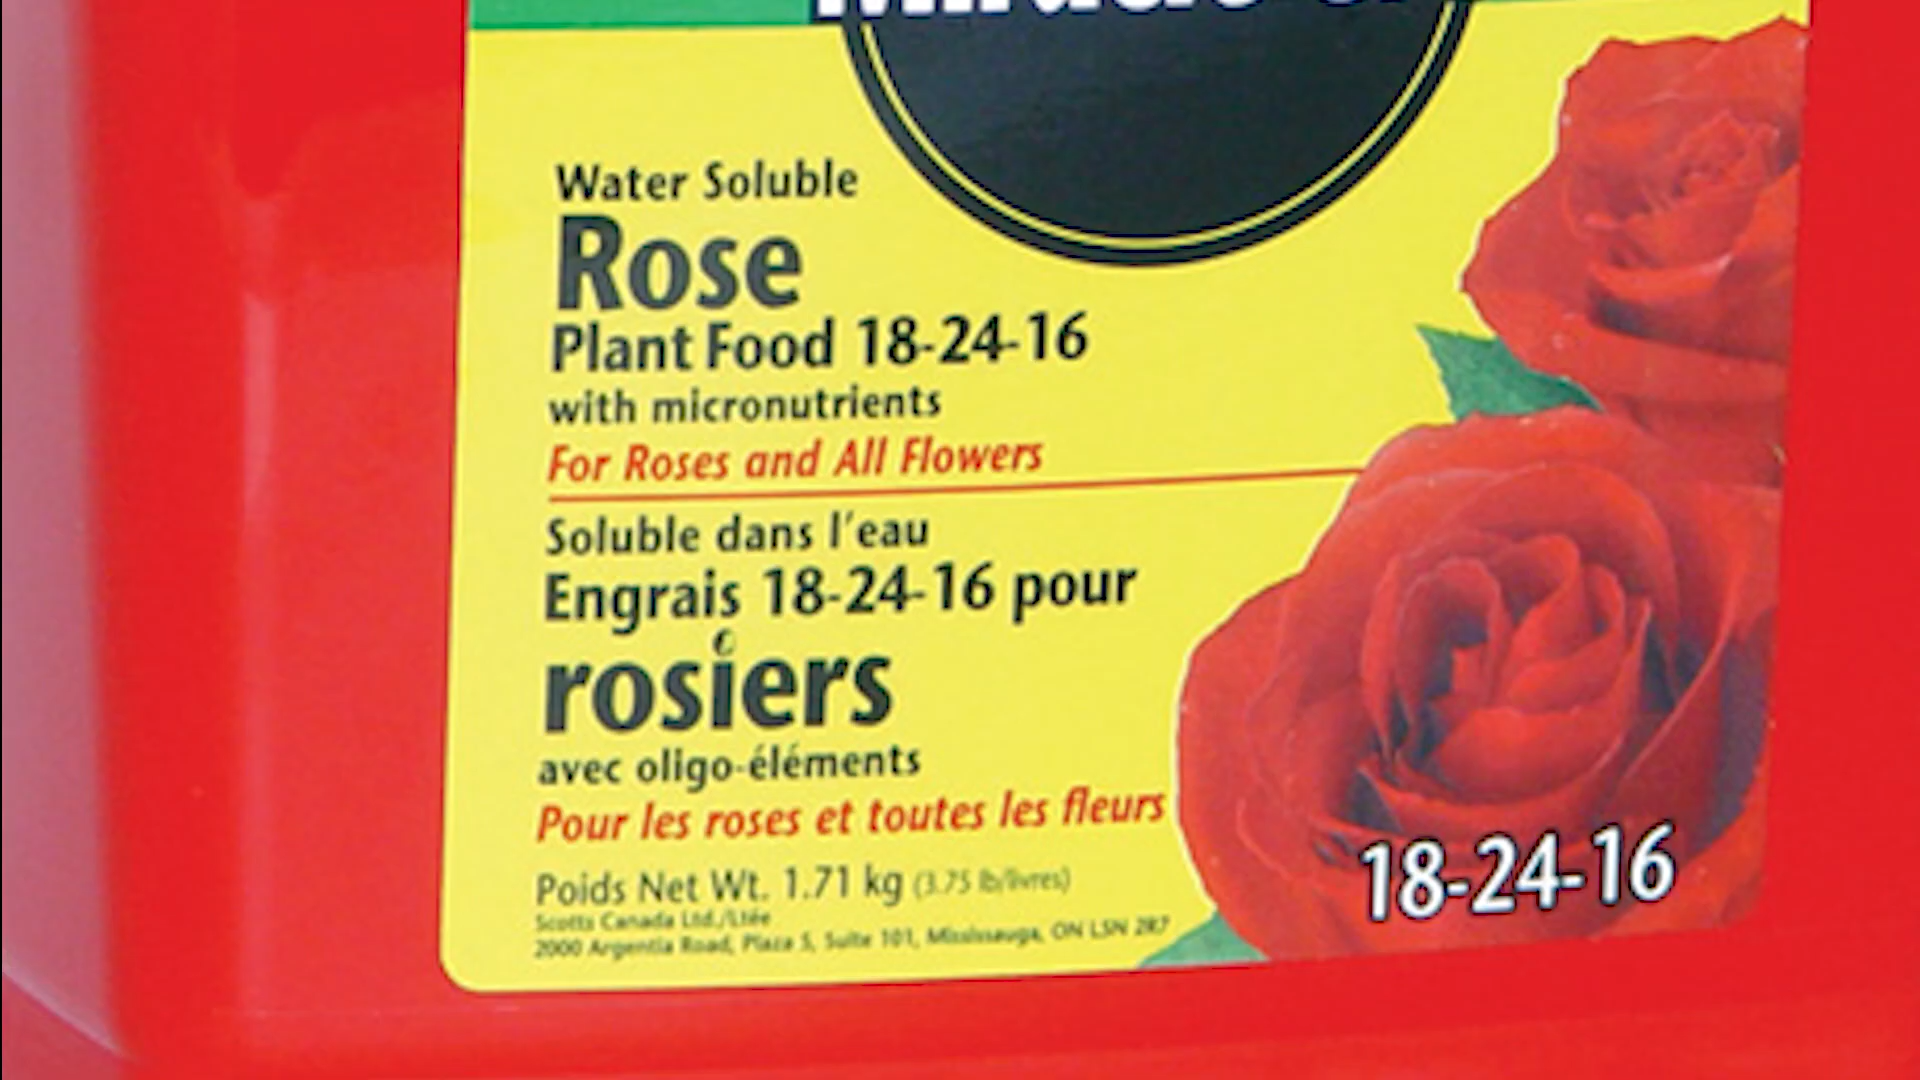 Water Soluble
Rose
Plant Food 18-24-16
with micronutrients
For Roses and All Flowers
Soluble dans l'eau
Engrais 18-24-16 pour
rosiers
avec oligo-éléments
Pour les roses et toutes les fleurs
Poids Net Wt. 1.71 kg (3.75 lb/livres)
Scotts Canada Ltd./Ltée
2000 Argentia Road, Plaza 5, Suite 101, Mississauga, ON L5N 2R7
18-24-16